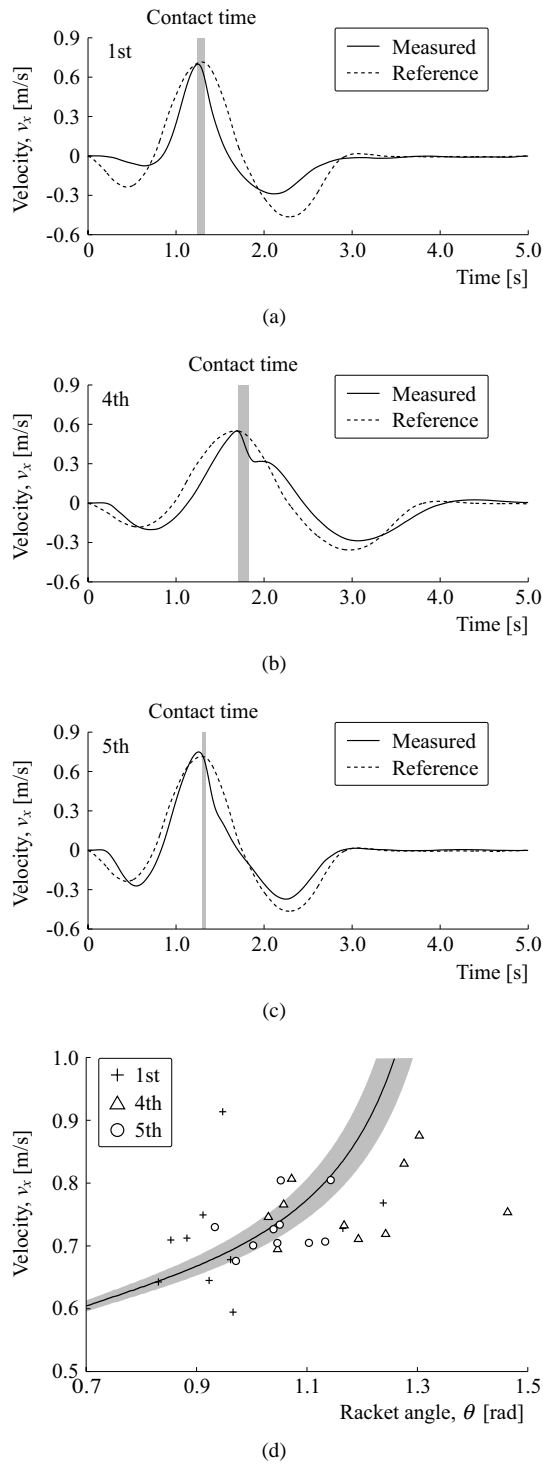 Contact time
1st
Measured
Reference
Velocity, vx [m/s]
0.9
0.6
0.3
0
-0.3
-0.6
0 1.0 2.0 3.0 4.0 5.0
Time [s]
(a)
Contact time
4th
Measured
Reference
Velocity, vx [m/s]
0.9
0.6
0.3
0
-0.3
-0.6
0 1.0 2.0 3.0 4.0 5.0
Time [s]
(b)
Contact time
5th
Measured
Reference
Velocity, vx [m/s]
0.9
0.6
0.3
0
-0.3
-0.6
0 1.0 2.0 3.0 4.0 5.0
Time [s]
(c)
1st
4th
5th
Velocity, vx [m/s]
1.0
0.9
0.8
0.7
0.6
0.5
0.7 0.9 1.1 1.3 1.5
Racket angle, θ [rad]
(d)